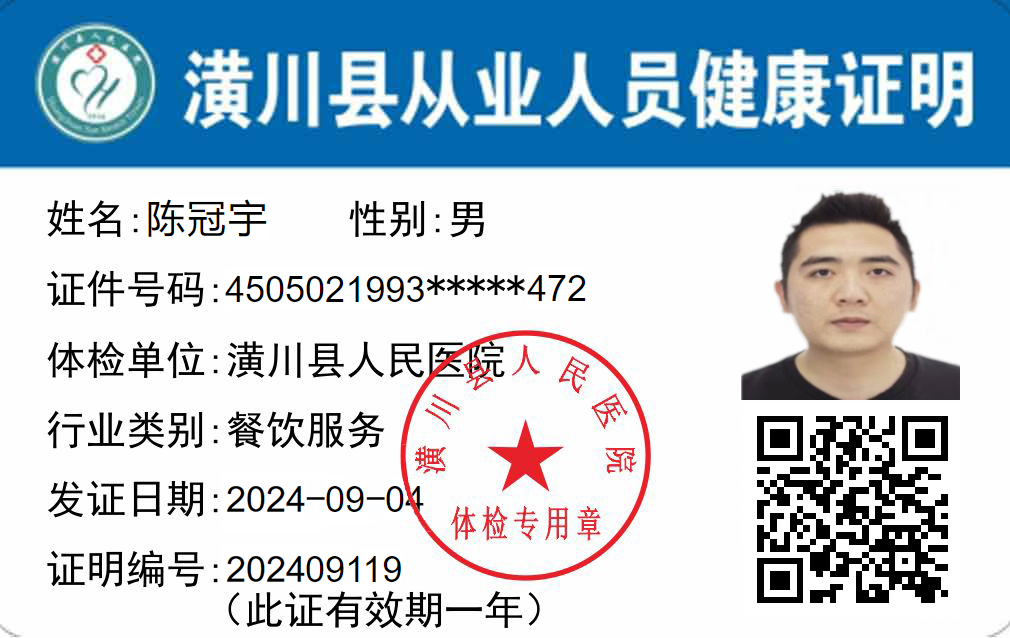 潢川县从业人员健康证明
姓名:陈冠宇 性别:男
证件号码:4505021993*****472
体检单位:潢川县人民医院
行业类别:餐饮服务
发证日期:2024-09-04
证明编号:202409119
（此证有效期一年）
潢川县人民医院
体检专用章